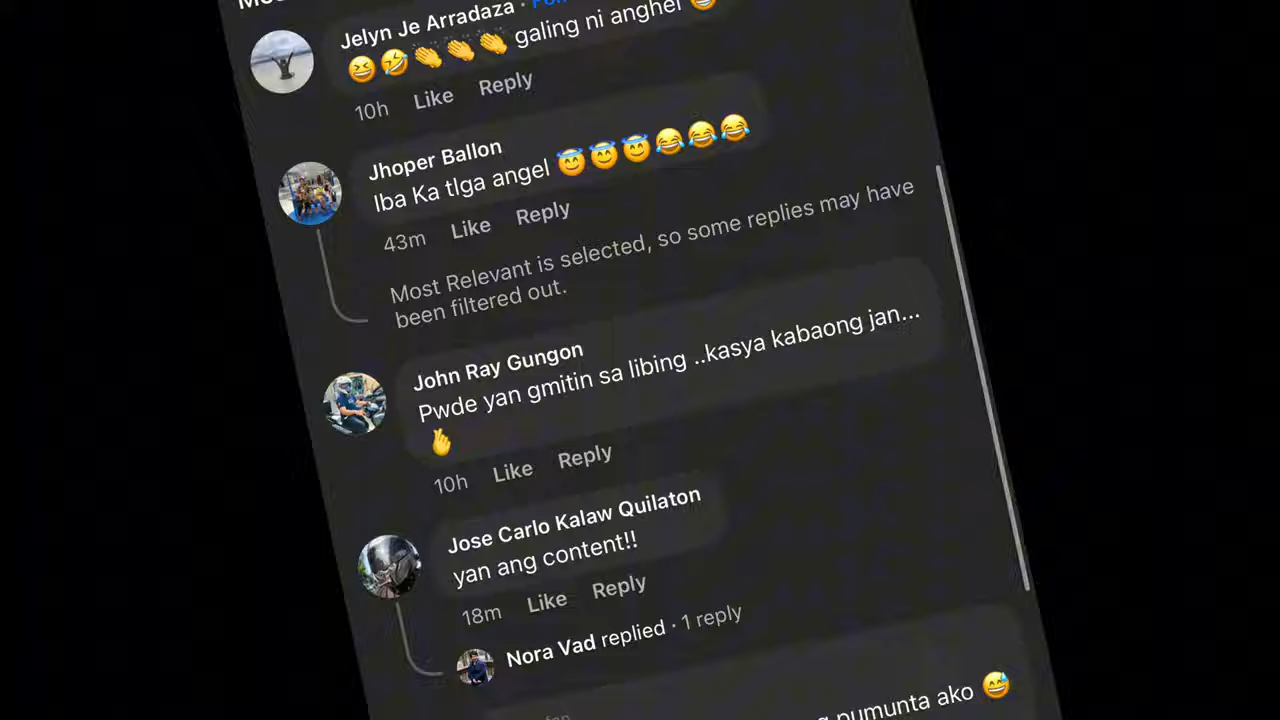 Jelyn Je Arradaza ·
😆🤣👏👏👏 galing ni anghel 😄
10h Like Reply
Jhoper Ballon
Iba Ka tlga angel 😇😇😇😂😂😂
43m Like Reply
Most Relevant is selected, so some replies may have
been filtered out.
John Ray Gungon
Pwde yan gmitin sa libing ..kasya kabaong jan...
🫰
10h Like Reply
Jose Carlo Kalaw Quilaton
yan ang content!!
18m Like Reply
Nora Vad replied · 1 reply
pumunta ako 😅